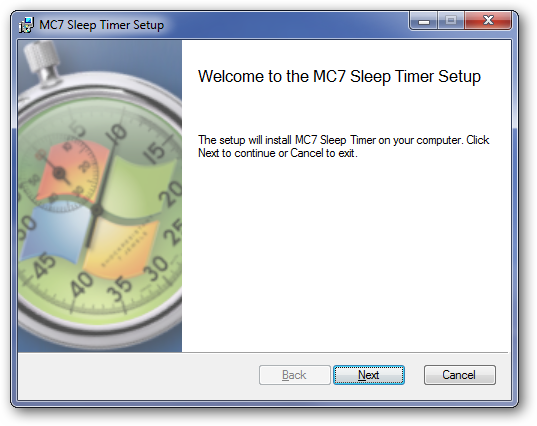 MC7 Sleep Timer Setup
Welcome to the MC7 Sleep Timer Setup
The setup will install MC7 Sleep Timer on your computer. Click
Next to continue or Cancel to exit.
5
10
15
20
25
30
35
40
45
50
Back
Next
Cancel